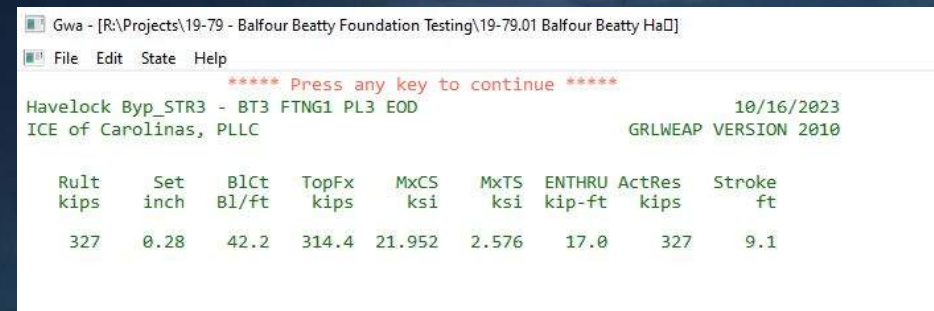 Gwa - [R:\Projects\19-79 - Balfour Beatty Foundation Testing\19-79.01 Balfour Beatty Ha□]
File Edit State Help
***** Press any key to continue *****
Havelock Byp_STR3 - BT3 FTNG1 PL3 EOD 10/16/2023
ICE of Carolinas, PLLC GRLWEAP VERSION 2010
Rult Set BlCt TopFx MxCS MxTS ENTHRU ActRes Stroke
kips inch Bl/ft kips ksi ksi kip-ft kips ft
327 0.28 42.2 314.4 21.952 2.576 17.0 327 9.1